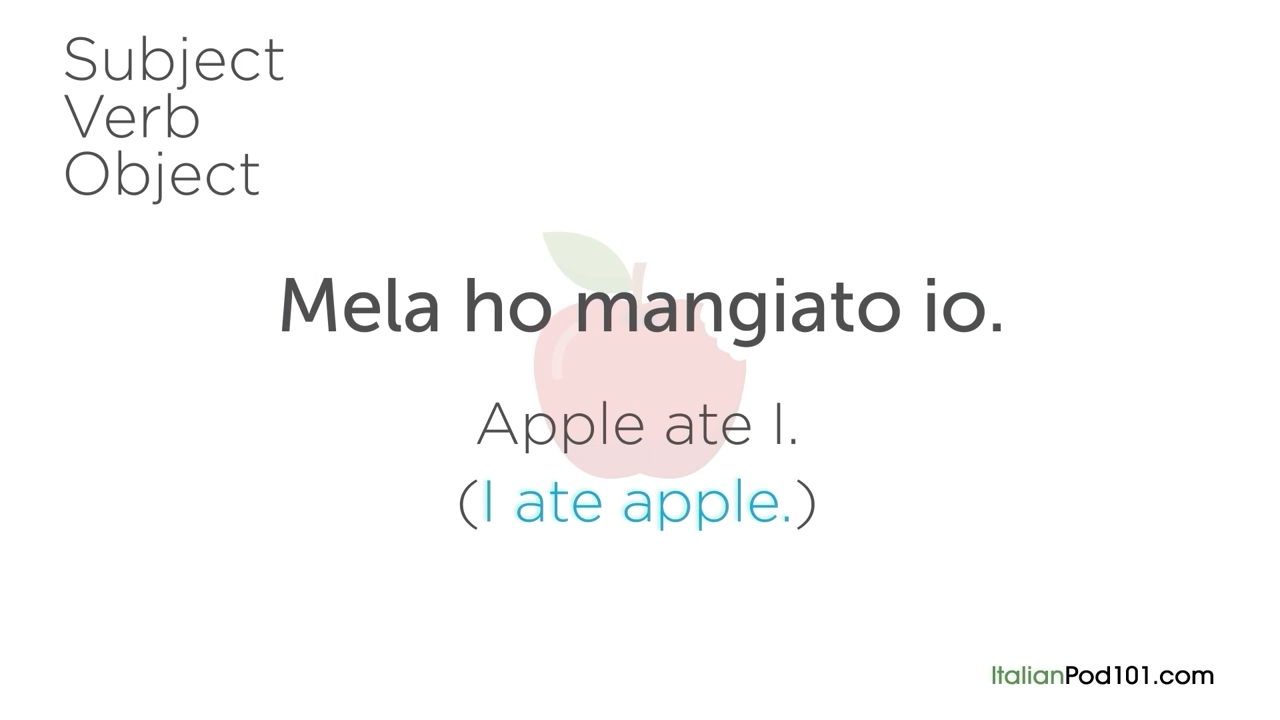 Subject
Verb
Object
Mela ho mangiato io.
Apple ate I.
(I ate apple.)
ItalianPod101.com